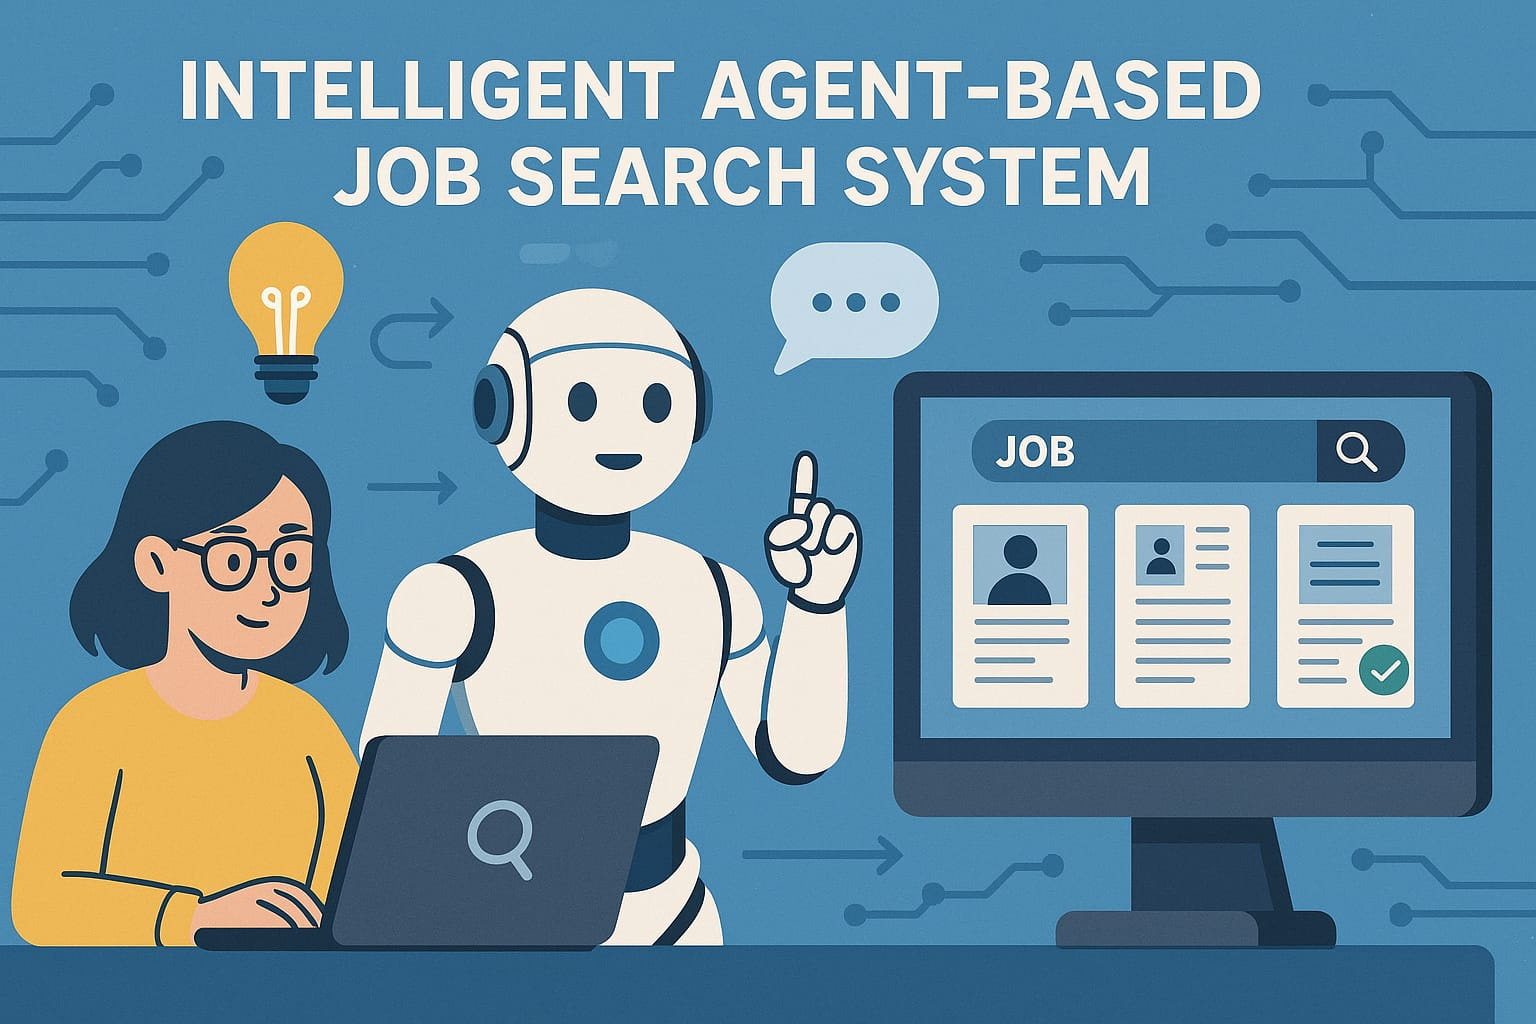 INTELLIGENT AGENT-BASED
JOB SEARCH SYSTEM
JOB